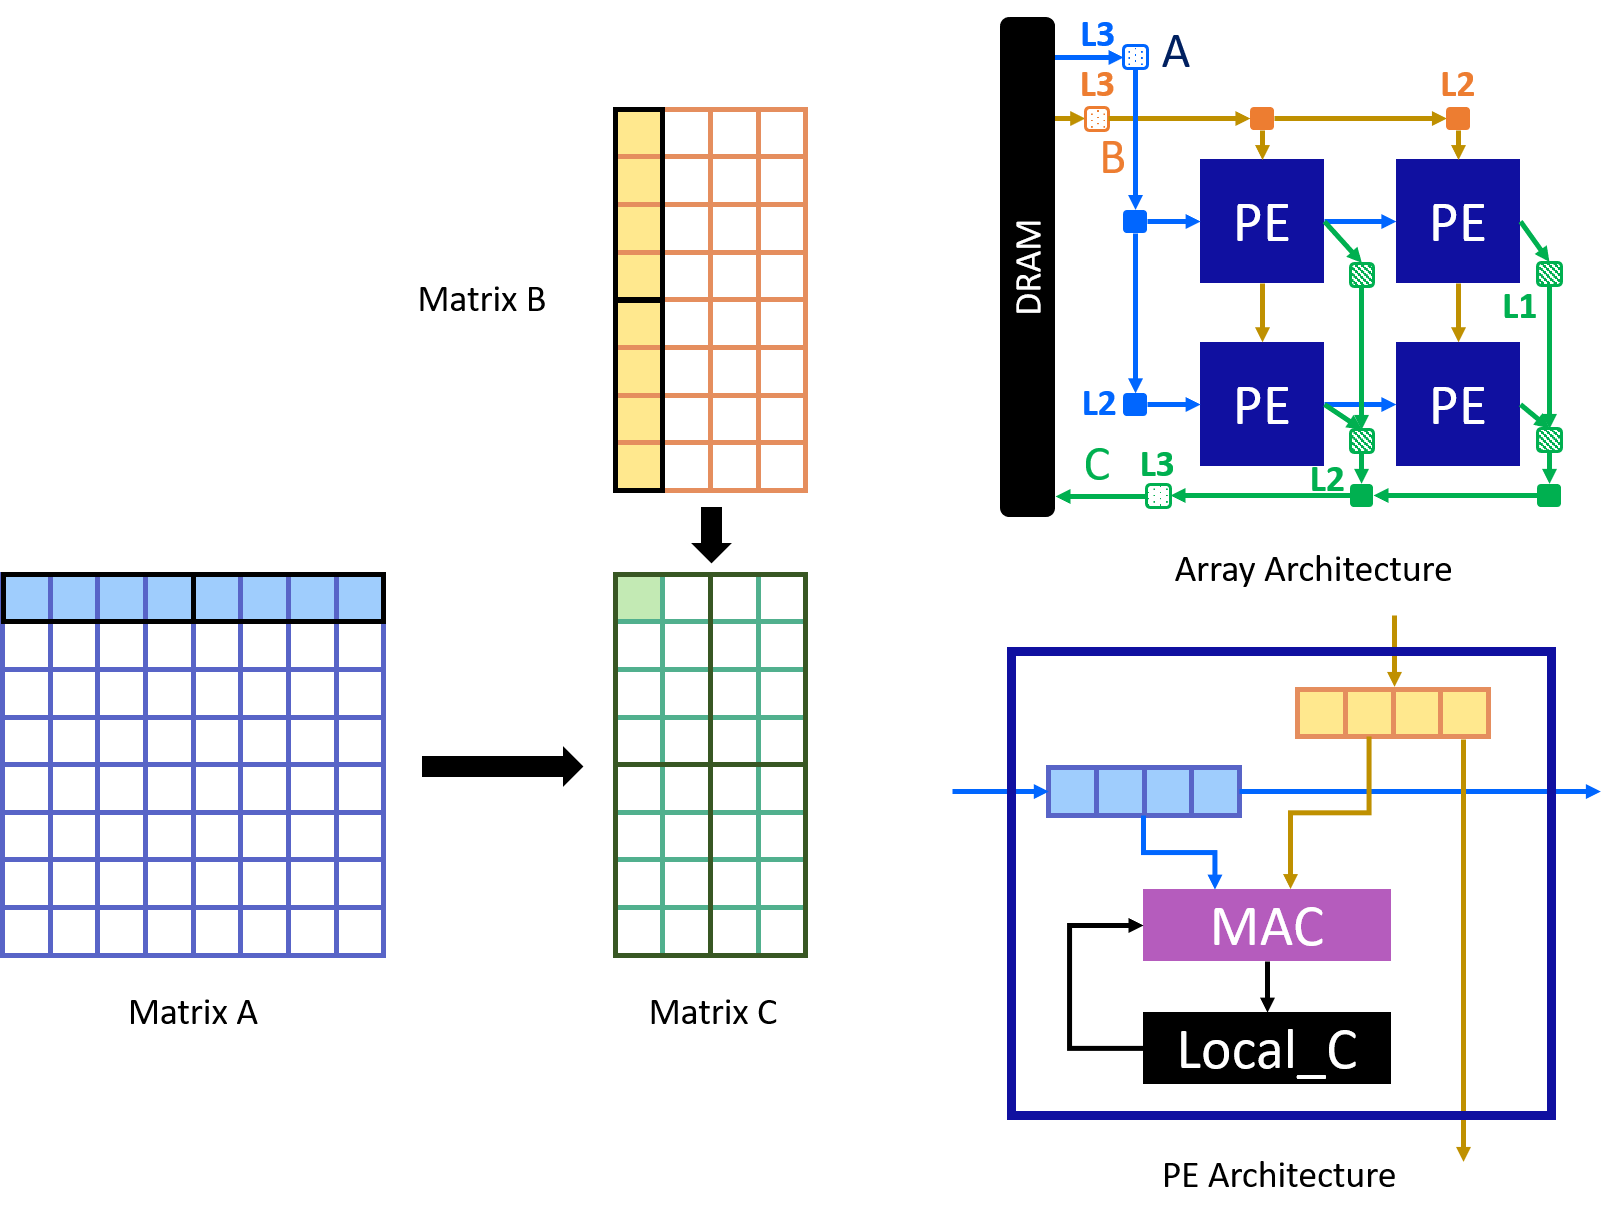 L3
A
L3
L2
B
PE
PE
DRAM
Matrix B
L1
PE
PE
L2
C
L3
L2
Array Architecture
MAC
Matrix A
Matrix C
Local_C
PE Architecture